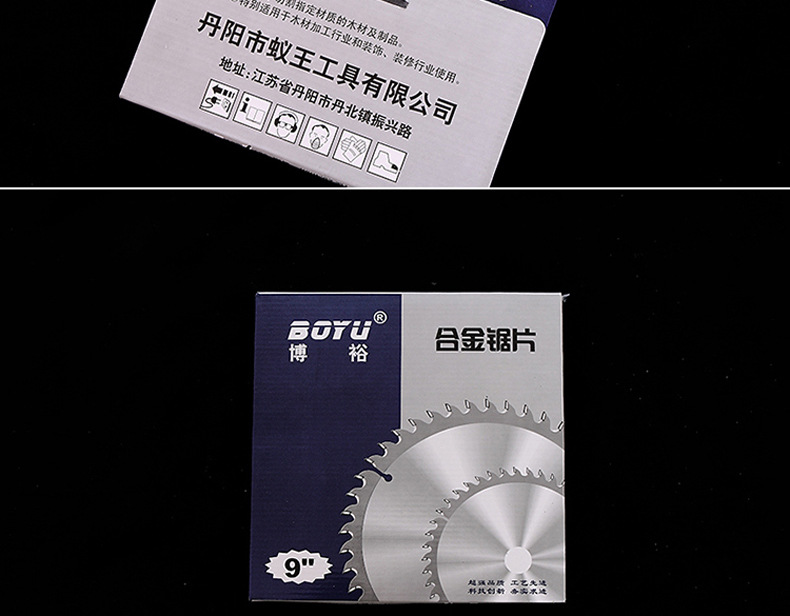 切割指定材质的木材及制品。
特别适用于木材加工行业和装饰、装修行业使用。
丹阳市蚁王工具有限公司
地址:江苏省丹阳市丹北镇振兴路
BOYU®
博裕
合金锯片
9"
超强品质 工艺先进
科技创新 务实求进